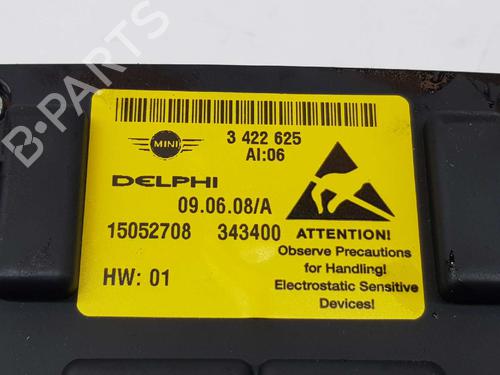 MINI
3 422 625
AI:06
DELPHI
09.06.08/A
15052708 343400
HW: 01
ATTENTION!
Observe Precautions
for Handling!
Electrostatic Sensitive
Devices!
B-PARTS